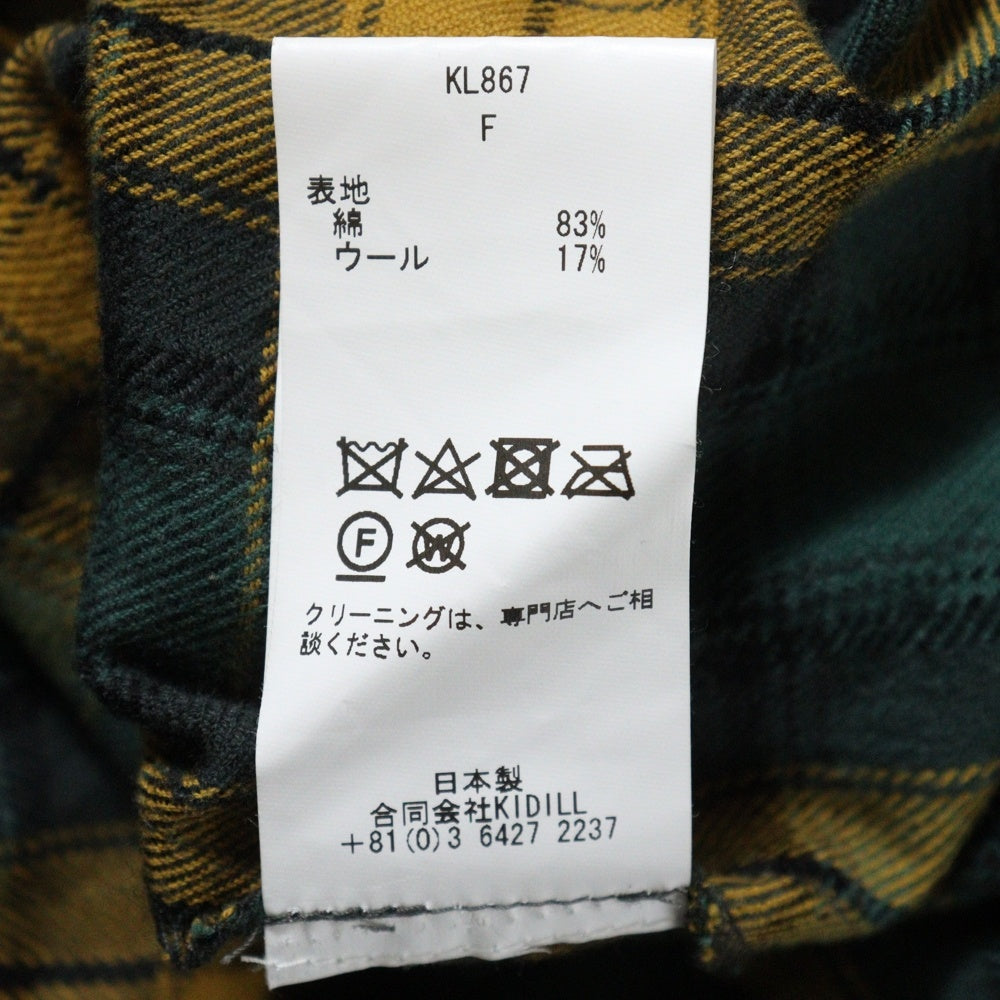 KL867
F
表地
綿 83%
ウール 17%
F
W
クリーニングは、専門店へご相
談ください。
日本製
合同会社KIDILL
+81(0)3 6427 2237